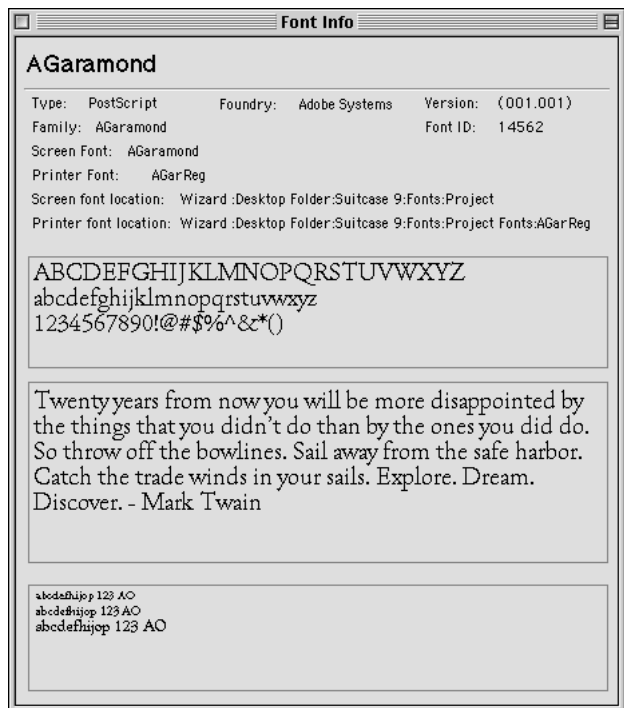 Font Info
AGaramond
Type: PostScript Foundry: Adobe Systems Version: (001.001)
Family: AGaramond Font ID: 14562
Screen Font: AGaramond
Printer Font: AGarReg
Screen font location: Wizard :Desktop Folder:Suitcase 9:Fonts:Project
Printer font location: Wizard :Desktop Folder:Suitcase 9:Fonts:Project Fonts:AGarReg
ABCDEFGHIJKLMNOPQRSTUVWXYZ
abcdefghijklmnopqrstuvwxyz
1234567890!@#$%^&*()
Twenty years from now you will be more disappointed by
the things that you didn't do than by the ones you did do.
So throw off the bowlines. Sail away from the safe harbor.
Catch the trade winds in your sails. Explore. Dream.
Discover. - Mark Twain
abcdefhijop 123 AO
abcdefhijop 123 AO
abcdefhijop 123 AO